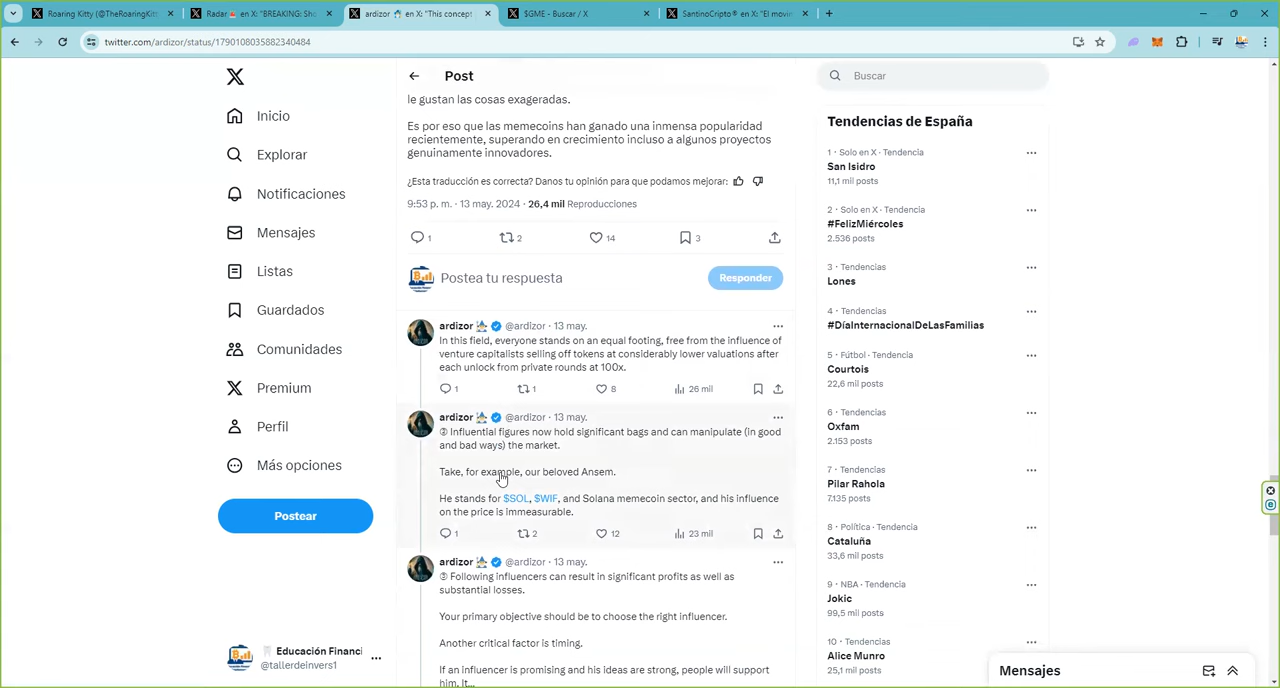 Roaring Kitty (@TheRoaringKitt
Radar🚨 en X: "BREAKING: Sho
ardizor 🧙‍♂️ en X: "This concept
$GME - Buscar / X
SantinoCripto® en X: "El movin
twitter.com/ardizor/status/1790108035882340484
Inicio
Explorar
Notificaciones
Mensajes
Listas
Guardados
Comunidades
Premium
Perfil
Más opciones
Postear
Educación Financi
@tallerdeinvers1
Post
le gustan las cosas exageradas.
Es por eso que las memecoins han ganado una inmensa popularidad
recientemente, superando en crecimiento incluso a algunos proyectos
genuinamente innovadores.
¿Esta traducción es correcta? Danos tu opinión para que podamos mejorar:
9:53 p. m. · 13 may. 2024 · 26,4 mil Reproducciones
1 2 14 3
Postea tu respuesta
Responder
ardizor 🧙‍♂️ @ardizor · 13 may.
In this field, everyone stands on an equal footing, free from the influence of
venture capitalists selling off tokens at considerably lower valuations after
each unlock from private rounds at 100x.
1 1 8 26 mil
ardizor 🧙‍♂️ @ardizor · 13 may.
② Influential figures now hold significant bags and can manipulate (in good
and bad ways) the market.
Take, for example, our beloved Ansem.
He stands for $SOL, $WIF, and Solana memecoin sector, and his influence
on the price is immeasurable.
1 2 12 23 mil
ardizor 🧙‍♂️ @ardizor · 13 may.
Following influencers can result in significant profits as well as
substantial losses.
Your primary objective should be to choose the right influencer.
Another critical factor is timing.
If an influencer is promising and his ideas are strong, people will support
him. It...
Buscar
Tendencias de España
1 · Solo en X · Tendencia
San Isidro
11,1 mil posts
2 · Solo en X · Tendencia
#FelizMiércoles
2.536 posts
3 · Tendencias
Lones
4 · Tendencias
#DíaInternacionalDeLasFamilias
5 · Fútbol · Tendencia
Courtois
22,6 mil posts
6 · Tendencias
Oxfam
2.153 posts
7 · Tendencias
Pilar Rahola
7.135 posts
8 · Política · Tendencia
Cataluña
33,6 mil posts
9 · NBA · Tendencia
Jokic
99,5 mil posts
10 · Tendencias
Alice Munro
25,1 mil posts
Mensajes